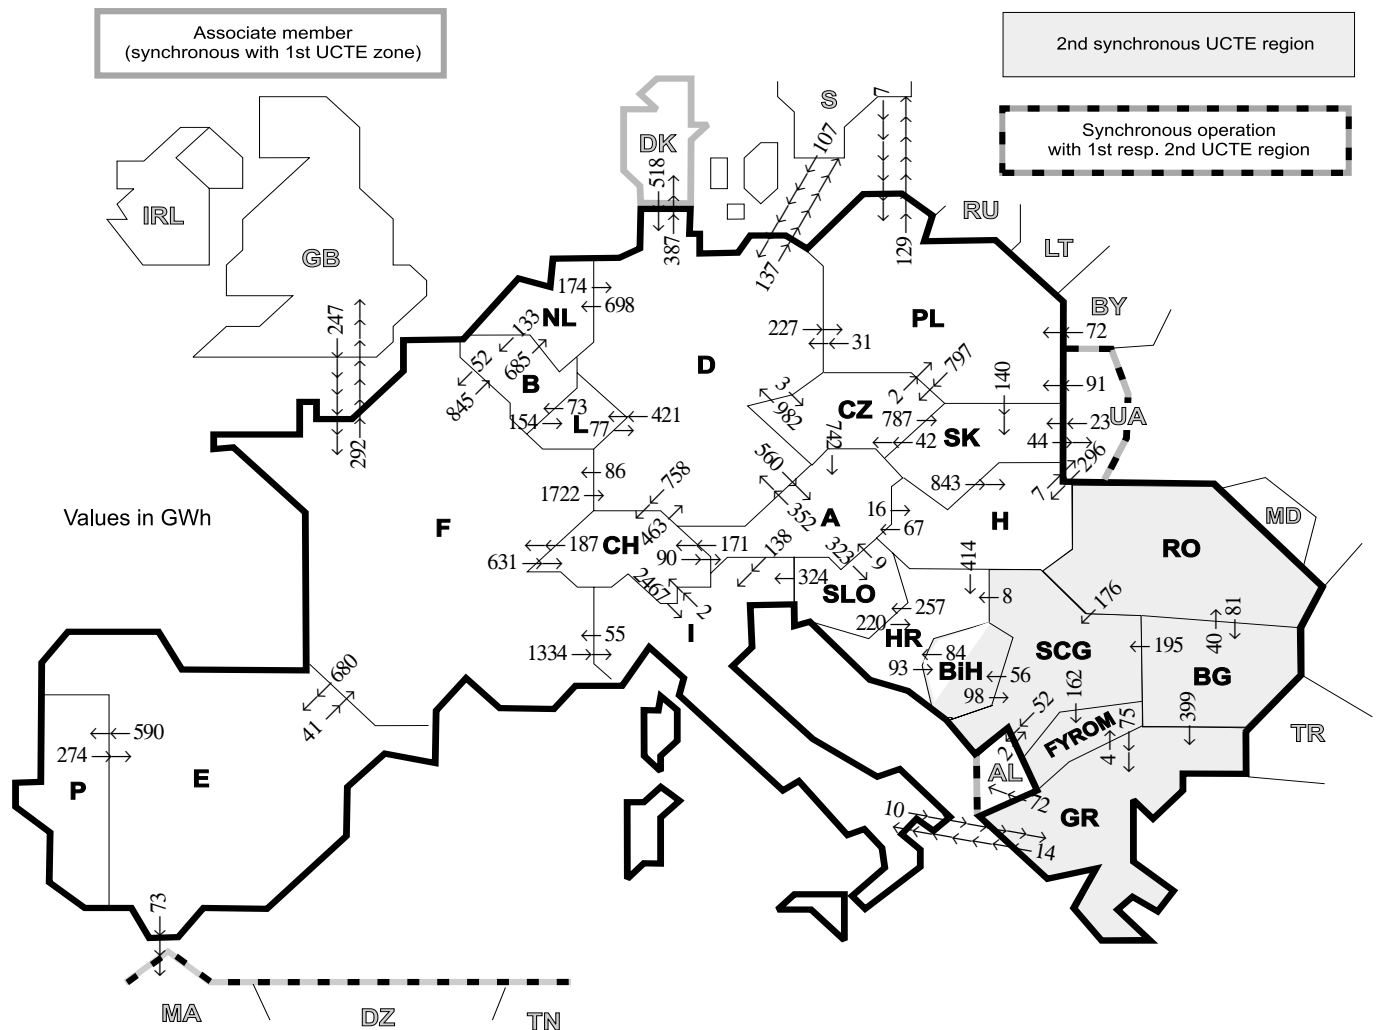 Associate member
(synchronous with 1st UCTE zone)
2nd synchronous UCTE region
Synchronous operation
with 1st resp. 2nd UCTE region
S
7
107
DK
518
IRL
GB
RU
LT
387
137
129
BY
247
174
698
NL
133
PL
72
227
31
D
52
685
B
845
797
2
140
3
982
CZ
91
UA
73
154
L
77
421
787
42
742
SK
23
44
296
292
86
1722
758
560
352
843
7
Values in GWh
F
463
A
16
67
H
MD
RO
187
CH
171
631
90
138
323
9
414
2467
2
324
SLO
8
176
81
257
220
HR
I
40
55
1334
SCG
195
84
93
BiH
56
98
BG
680
41
162
52
399
75
FYROM
4
2
TR
590
274
P
E
AL
72
10
GR
14
73
MA
DZ
TN